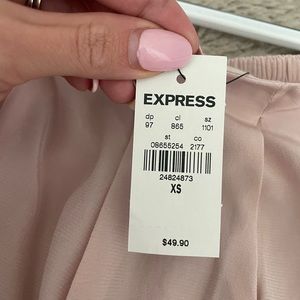 EXPRESS
dp cl sz
97 865 1101
st co
08655254 2177
24824873
XS
$49.90